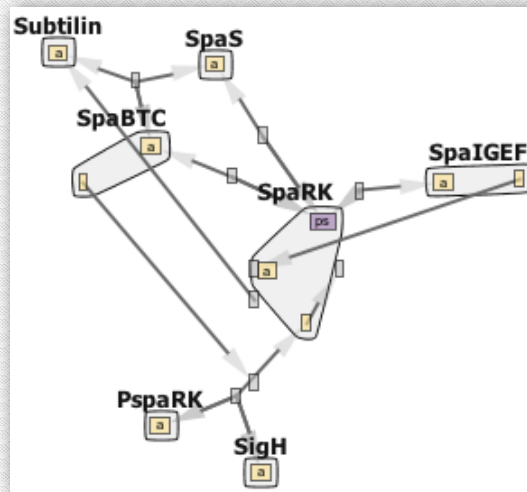 Subtilin
a
SpaS
a
SpaBTC
a
SpaIGEF
a
SpaRK
ps
a
PspaRK
a
SigH
a